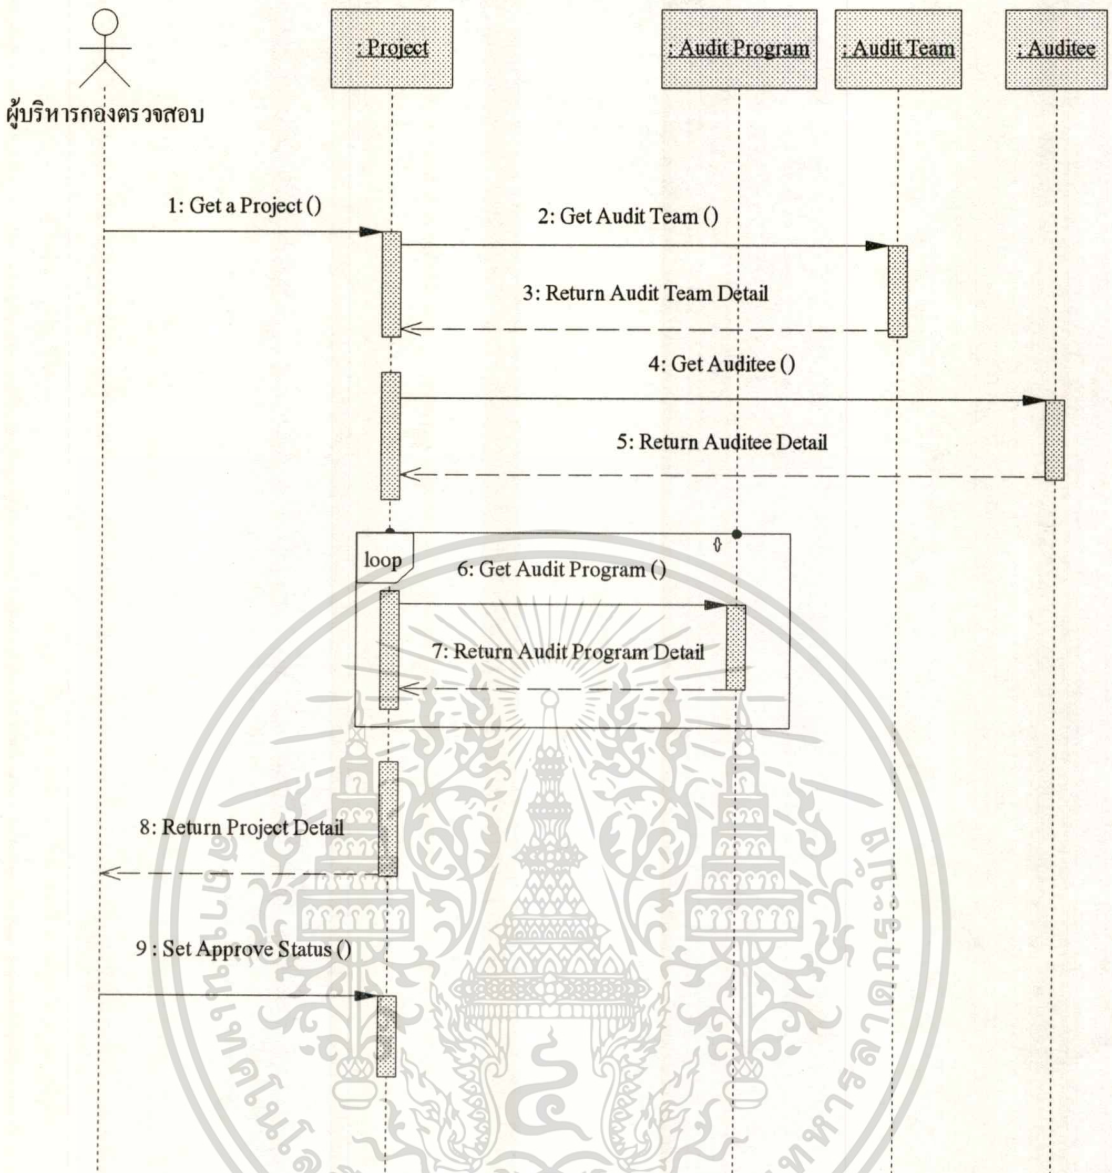 : Project
: Audit Program
: Audit Team
: Auditee
ผู้บริหารกองตรวจสอบ
1: Get a Project ()
2: Get Audit Team ()
3: Return Audit Team Detail
4: Get Auditee ()
5: Return Auditee Detail
loop
6: Get Audit Program ()
7: Return Audit Program Detail
8: Return Project Detail
9 : Set Approve Status ()